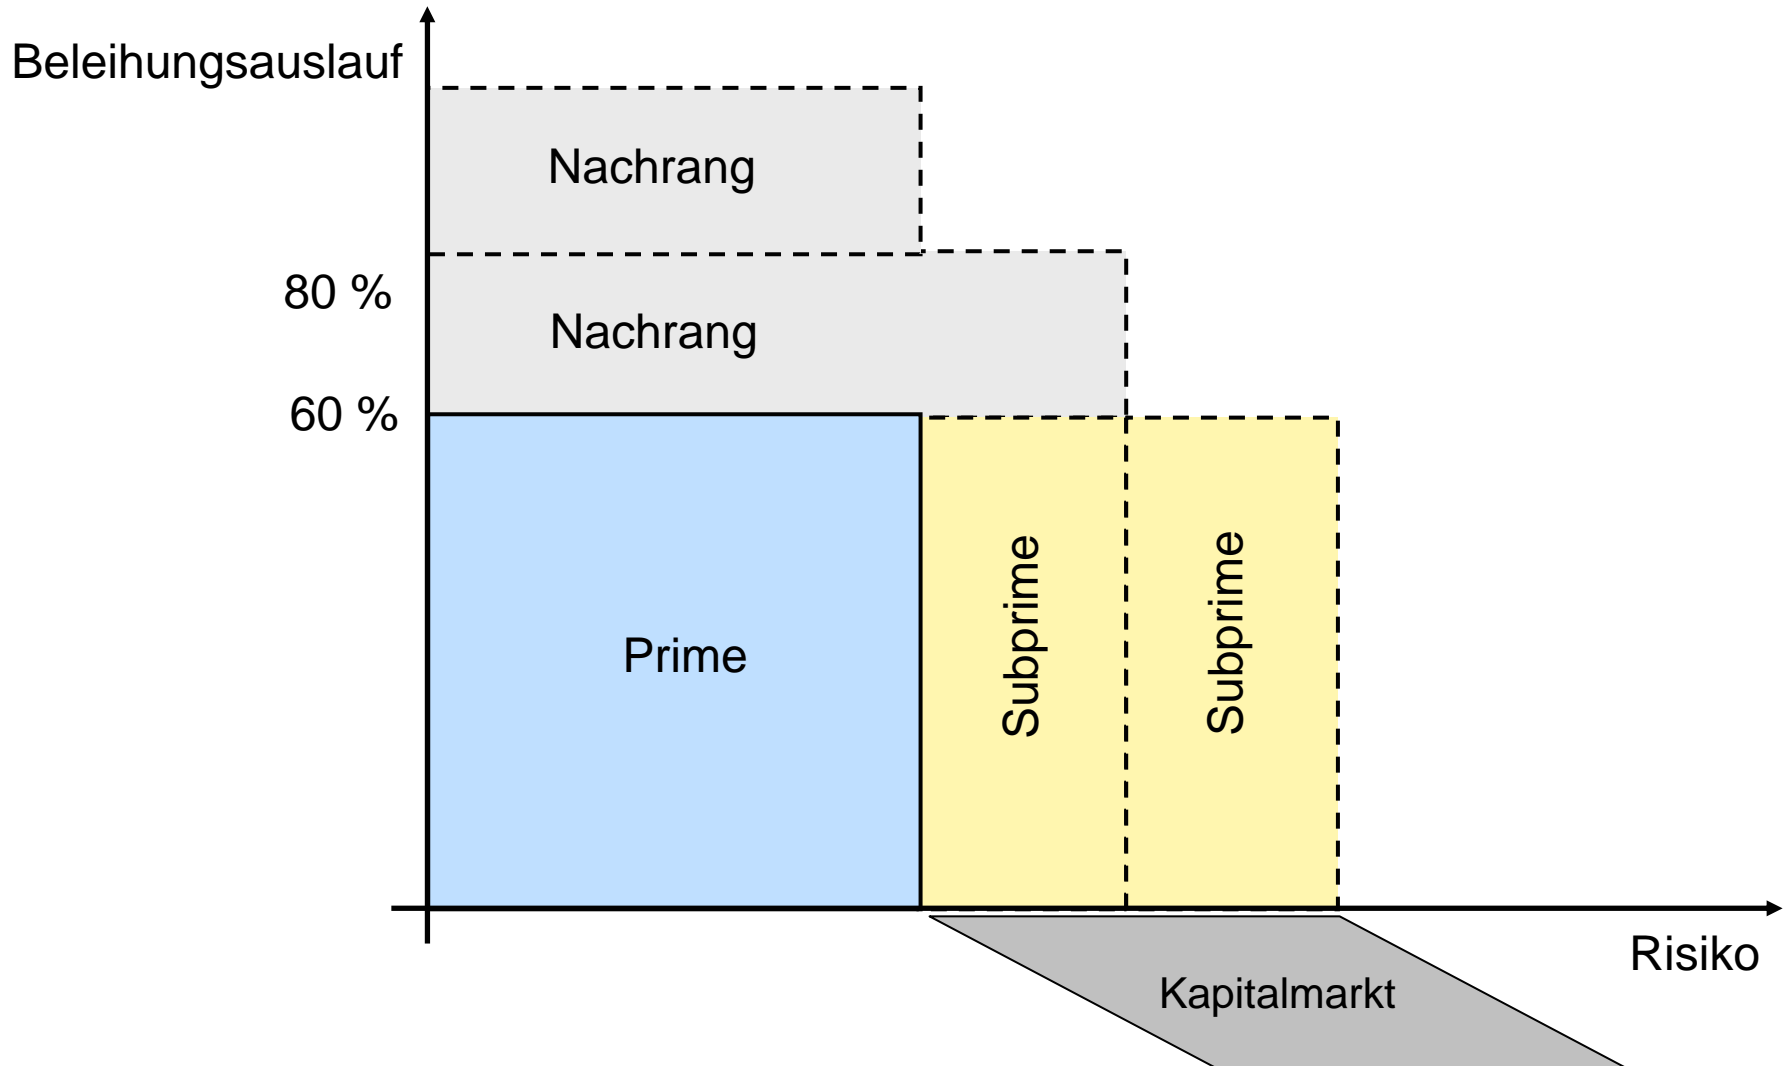 Beleihungsauslauf
Nachrang
80 %
Nachrang
60 %
Prime
Subprime
Subprime
Risiko
Kapitalmarkt